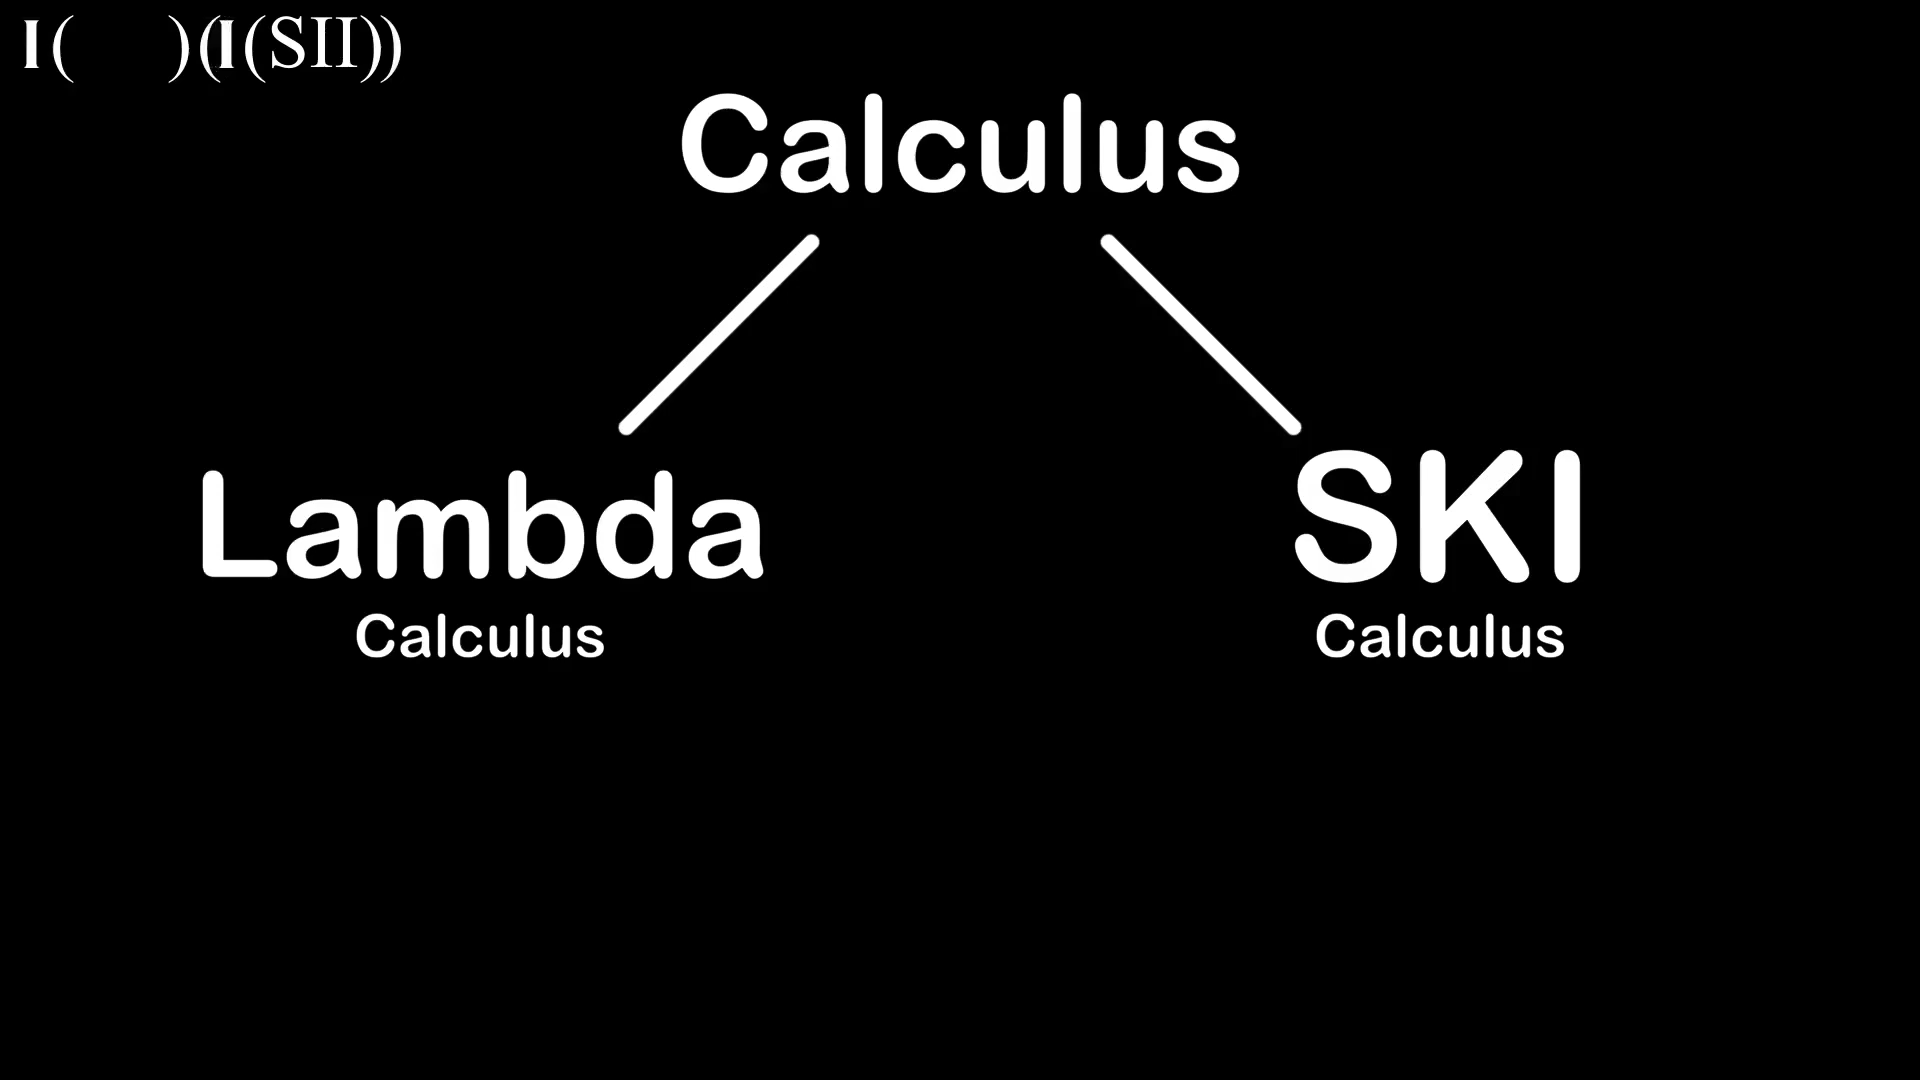 I(    )(I(SII))
Calculus
Lambda
SKI
Calculus
Calculus